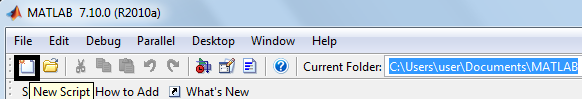 MATLAB 7.10.0 (R2010a)
File Edit Debug Parallel Desktop Window Help
Current Folder: C:\Users\user\Documents\MATLAB
S New Script How to Add What's New